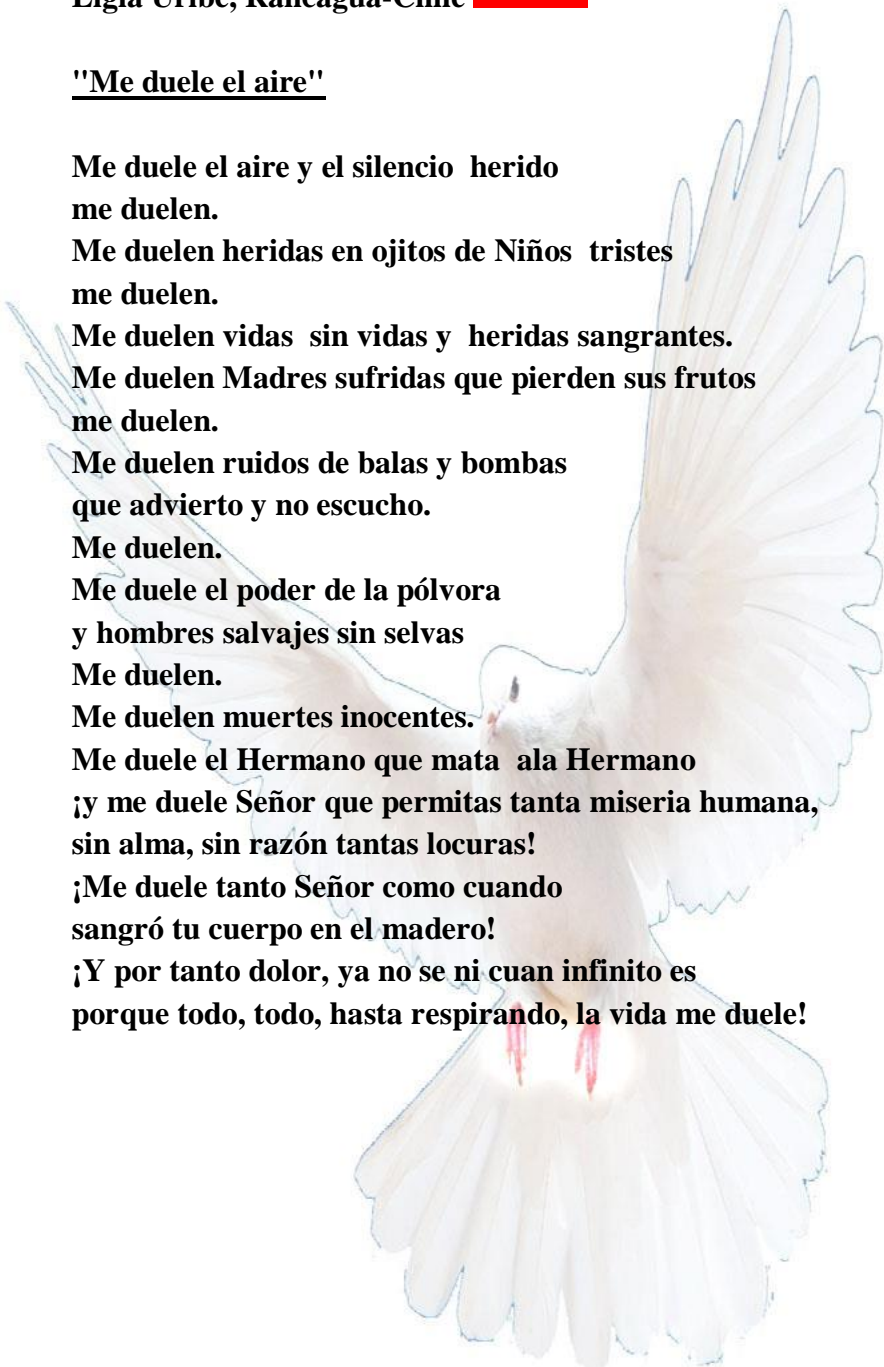 Ligia Uribe, Rancagua-Chile
"Me duele el aire"
Me duele el aire y el silencio herido
me duelen.
Me duelen heridas en ojitos de Niños tristes
me duelen.
Me duelen vidas sin vidas y heridas sangrantes.
Me duelen Madres sufridas que pierden sus frutos
me duelen.
Me duelen ruidos de balas y bombas
que advierto y no escucho.
Me duelen.
Me duele el poder de la pólvora
y hombres salvajes sin selvas
Me duelen.
Me duelen muertes inocentes.
Me duele el Hermano que mata ala Hermano
¡y me duele Señor que permitas tanta miseria humana,
sin alma, sin razón tantas locuras!
¡Me duele tanto Señor como cuando
sangró tu cuerpo en el madero!
¡Y por tanto dolor, ya no se ni cuan infinito es
porque todo, todo, hasta respirando, la vida me duele!